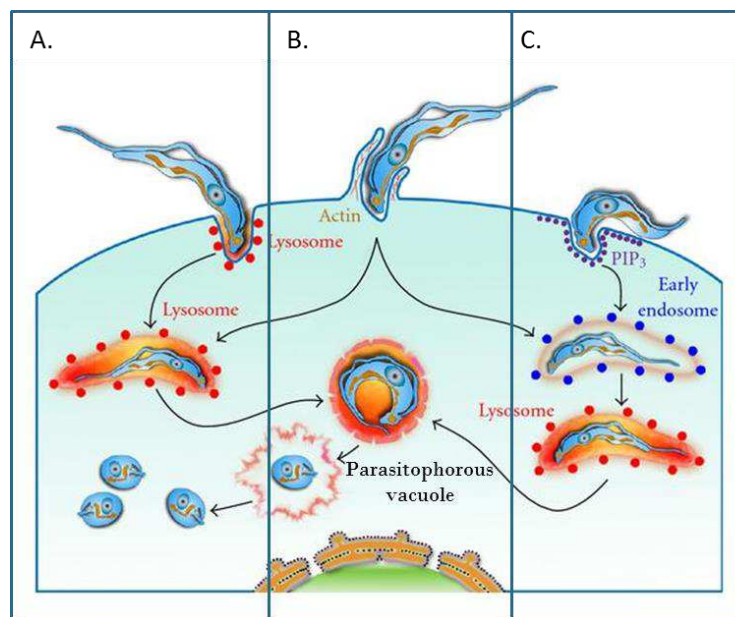 A.
B.
C.
Actin
Lysosome
PIP3
Lysosome
Early
endosome
Lysosome
Parasitophorous
vacuole